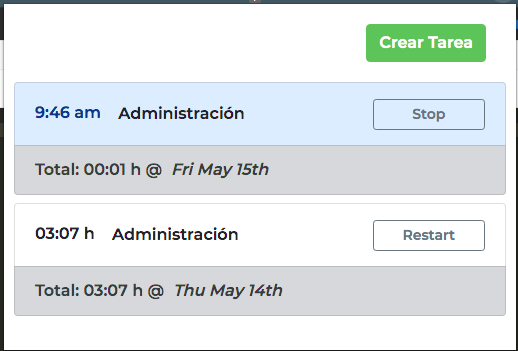 Crear Tarea
9:46 am Administración Stop
Total: 00:01 h @ Fri May 15th
03:07 h Administración Restart
Total: 03:07 h @ Thu May 14th